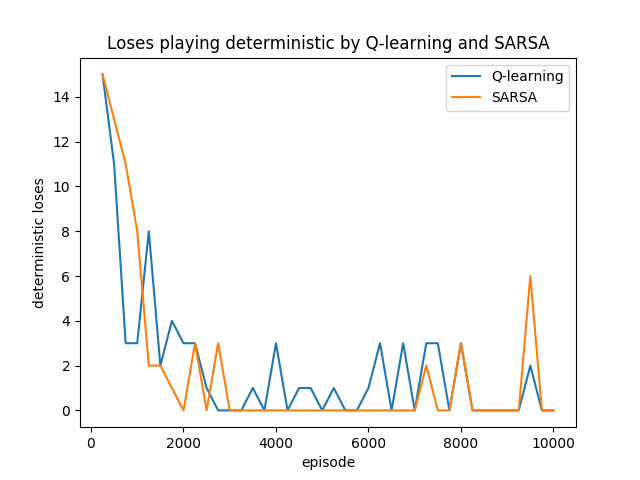 Loses playing deterministic by Q-learning and SARSA
Q-learning
SARSA
deterministic loses
14
12
10
8
6
4
2
0
0 2000 4000 6000 8000 10000
episode